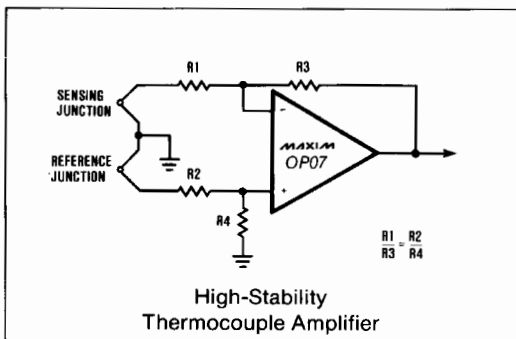 R1
R3
SENSING
JUNCTION
-
MAXIM
OP07
REFERENCE
JUNCTION
R2
+
R4
R1/R3 = R2/R4
High-Stability
Thermocouple Amplifier